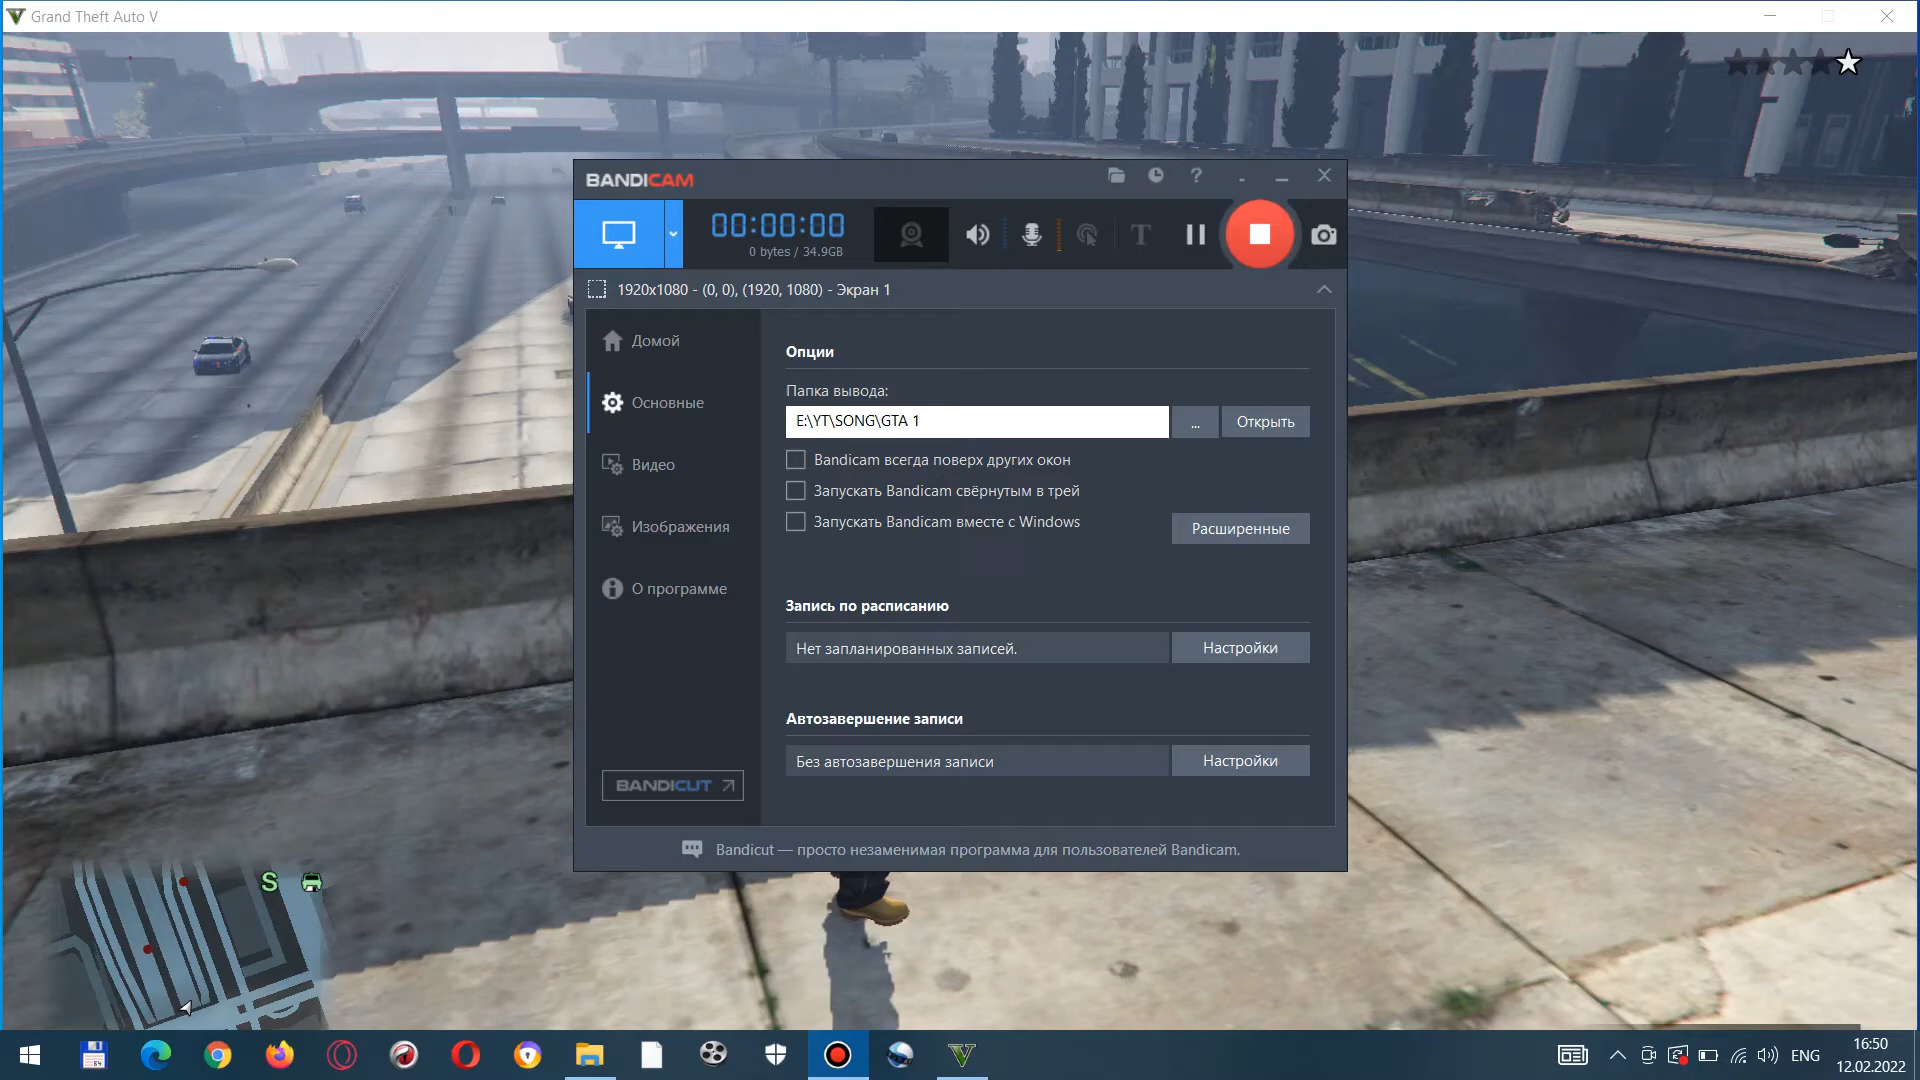 Grand Theft Auto V
BANDICAM
00:00:00
0 bytes / 34.9GB
1920x1080 - (0, 0), (1920, 1080) - Экран 1
Домой
Основные
Видео
Изображения
О программе
BANDICUT
Опции
Папка вывода:
E:\YT\SONG\GTA 1
...
Открыть
Bandicam всегда поверх других окон
Запускать Bandicam свёрнутым в трей
Запускать Bandicam вместе с Windows
Расширенные
Запись по расписанию
Нет запланированных записей.
Настройки
Автозавершение записи
Без автозавершения записи
Настройки
Bandicut — просто незаменимая программа для пользователей Bandicam.
S
64
ENG
16:50
12.02.2022